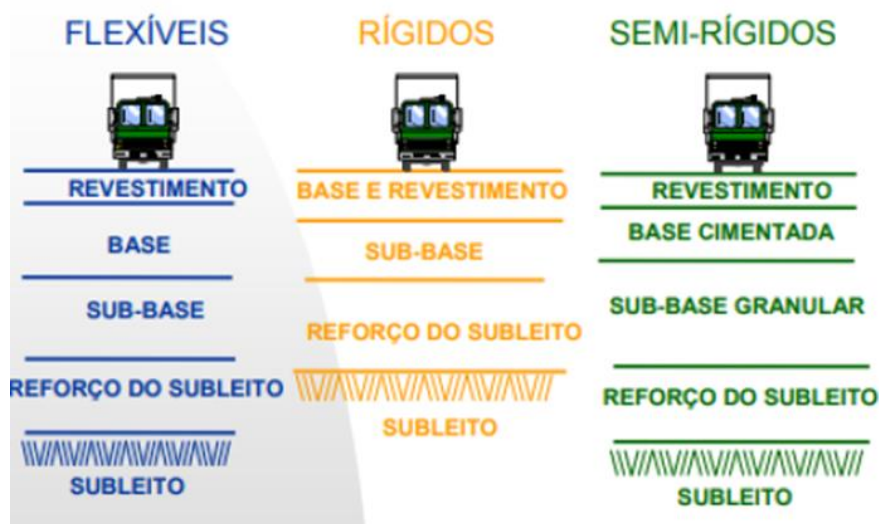 FLEXÍVEIS
REVESTIMENTO
BASE
SUB-BASE
REFORÇO DO SUBLEITO
SUBLEITO
RÍGIDOS
BASE E REVESTIMENTO
SUB-BASE
REFORÇO DO SUBLEITO
SUBLEITO
SEMI-RÍGIDOS
REVESTIMENTO
BASE CIMENTADA
SUB-BASE GRANULAR
REFORÇO DO SUBLEITO
SUBLEITO